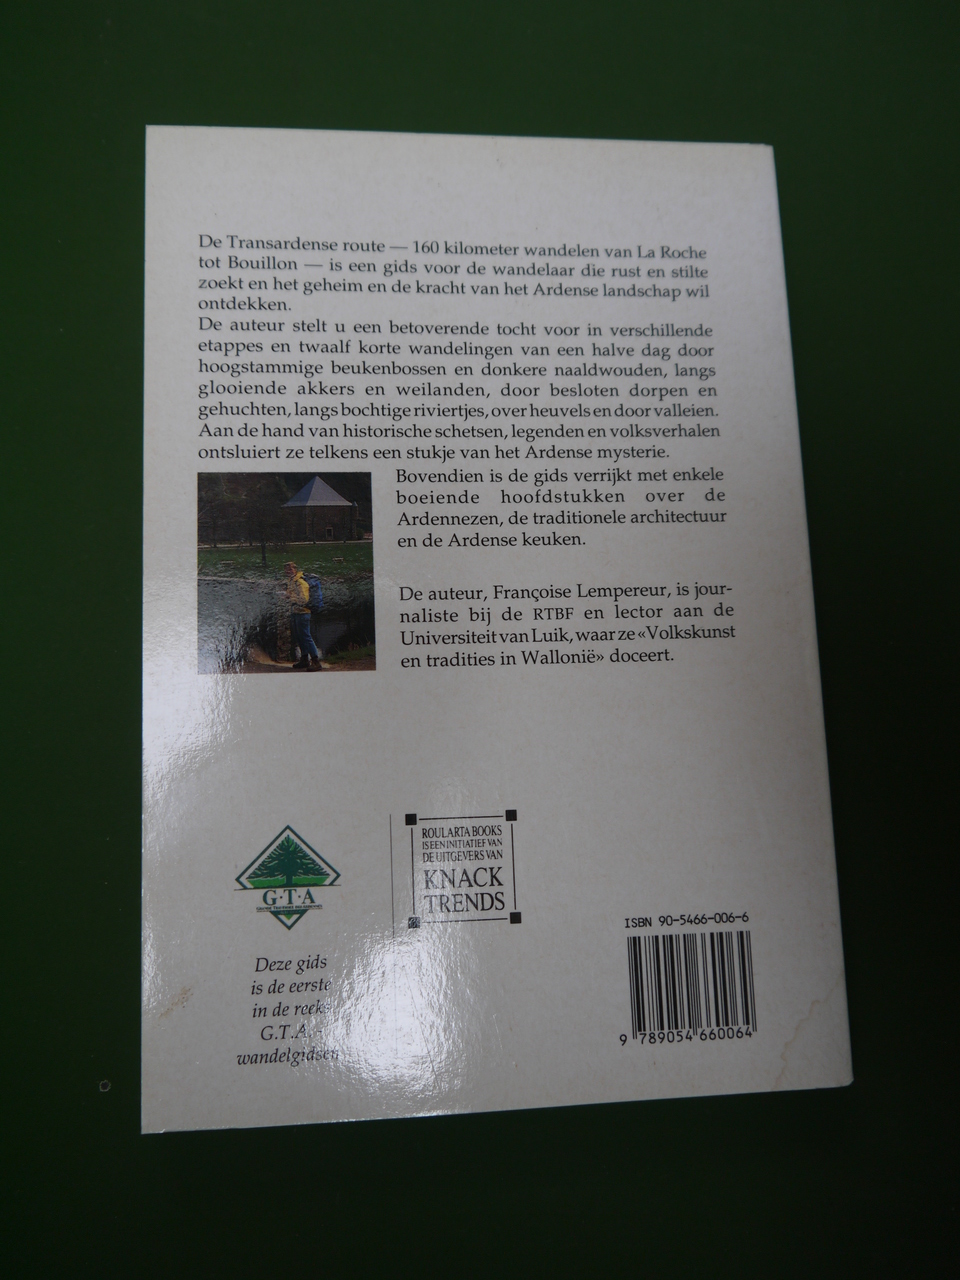 De Transardense route — 160 kilometer wandelen van La Roche
tot Bouillon — is een gids voor de wandelaar die rust en stilte
zoekt en het geheim en de kracht van het Ardense landschap wil
ontdekken.
De auteur stelt u een betoverende tocht voor in verschillende
etappes en twaalf korte wandelingen van een halve dag door
hoogstammige beukenbossen en donkere naaldwouden, langs
glooiende akkers en weilanden, door besloten dorpen en
gehuchten, langs bochtige riviertjes, over heuvels en door valleien.
Aan de hand van historische schetsen, legenden en volksverhalen
ontsluiert ze telkens een stukje van het Ardense mysterie.
Bovendien is de gids verrijkt met enkele
boeiende hoofdstukken over de
Ardennezen, de traditionele architectuur
en de Ardense keuken.
De auteur, Françoise Lempereur, is jour-
naliste bij de RTBF en lector aan de
Universiteit van Luik, waar ze «Volkskunst
en tradities in Wallonië» doceert.
G·T·A
Deze gids
is de eerste
in de reeks
G.T.A. -
wandelgidsen
ROULARTA BOOKS
IS EEN INITIATIEF VAN
DE UITGEVERS VAN
KNACK
TRENDS
ISBN 90-5466-006-6
9 789054 660064